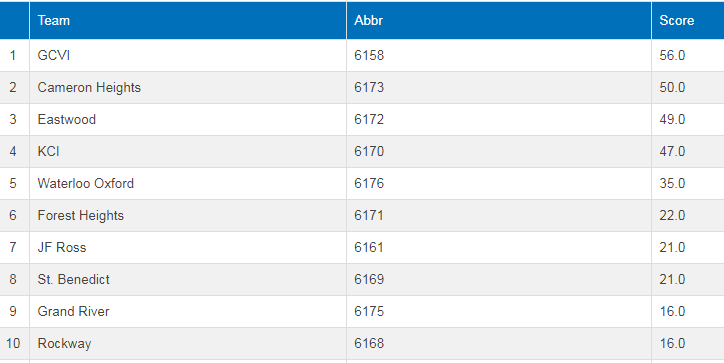 Team Abbr Score
1 GCVI 6158 56.0
2 Cameron Heights 6173 50.0
3 Eastwood 6172 49.0
4 KCI 6170 47.0
5 Waterloo Oxford 6176 35.0
6 Forest Heights 6171 22.0
7 JF Ross 6161 21.0
8 St. Benedict 6169 21.0
9 Grand River 6175 16.0
10 Rockway 6168 16.0